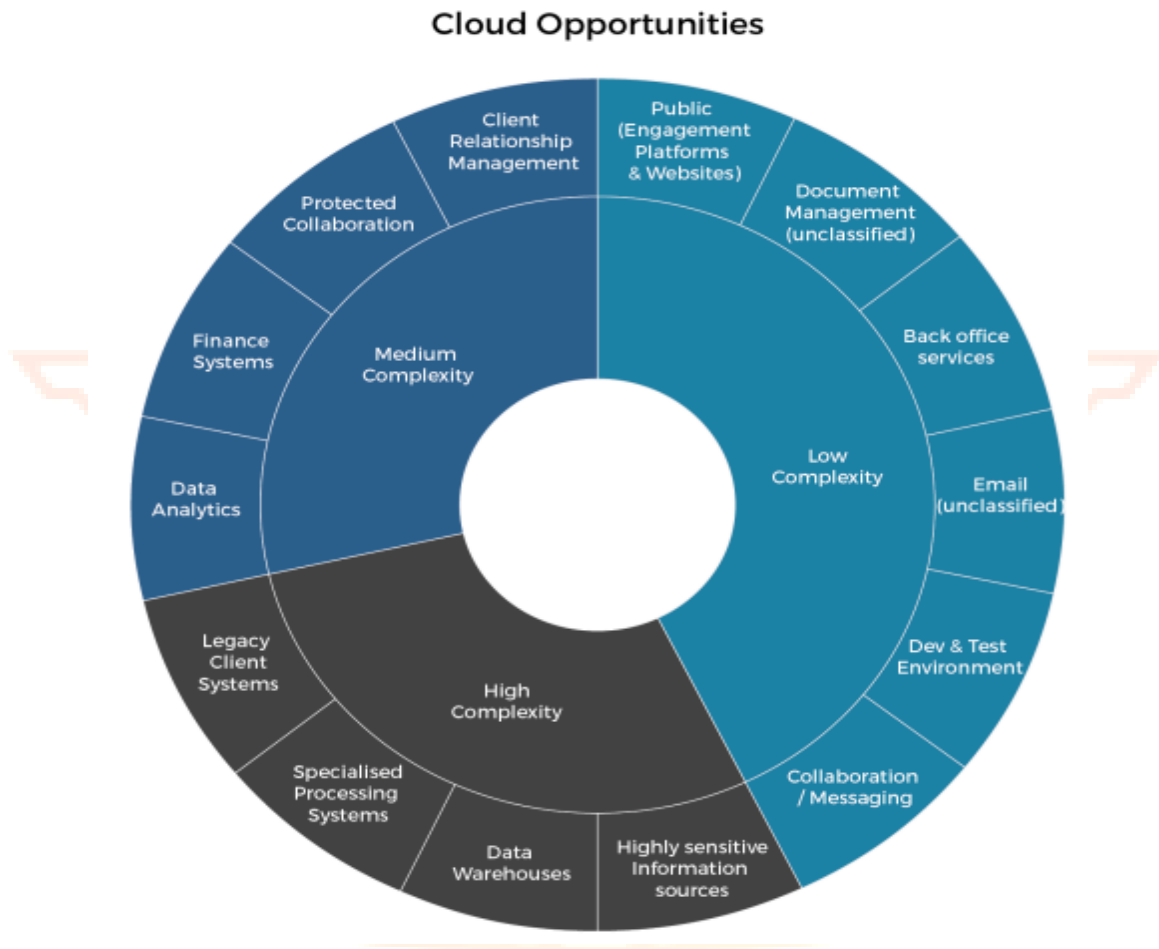 Cloud Opportunities
Client
Relationship
Management
Public
(Engagement
Platforms
& Websites)
Protected
Collaboration
Document
Management
(unclassified)
Finance
Systems
Medium
Complexity
Back office
services
Data
Analytics
Low
Complexity
Email
(unclassified)
Legacy
Client
Systems
High
Complexity
Dev & Test
Environment
Specialised
Processing
Systems
Collaboration
/ Messaging
Data
Warehouses
Highly sensitive
Information
sources